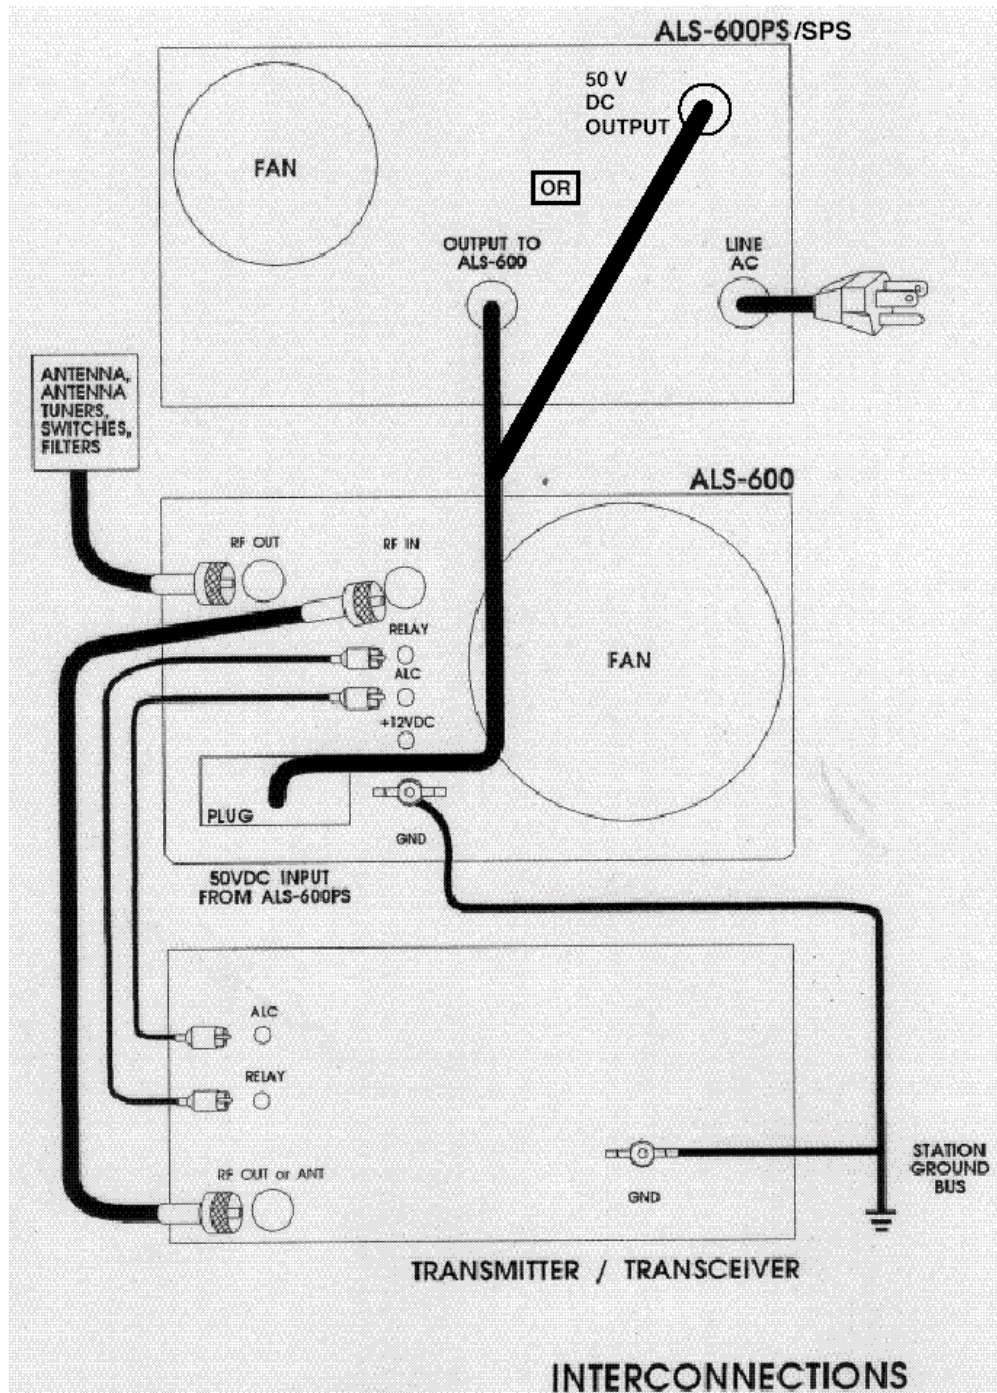 ALS-600PS/SPS
50 V
DC
OUTPUT
FAN
OR
OUTPUT TO
ALS-600
LINE
AC
ANTENNA,
ANTENNA
TUNERS,
SWITCHES,
FILTERS
ALS-600
RF OUT
RF IN
RELAY
FAN
ALC
+12VDC
PLUG
GND
50VDC INPUT
FROM ALS-600PS
ALC
RELAY
STATION
GROUND
BUS
RF OUT or ANT
GND
TRANSMITTER / TRANSCEIVER
INTERCONNECTIONS